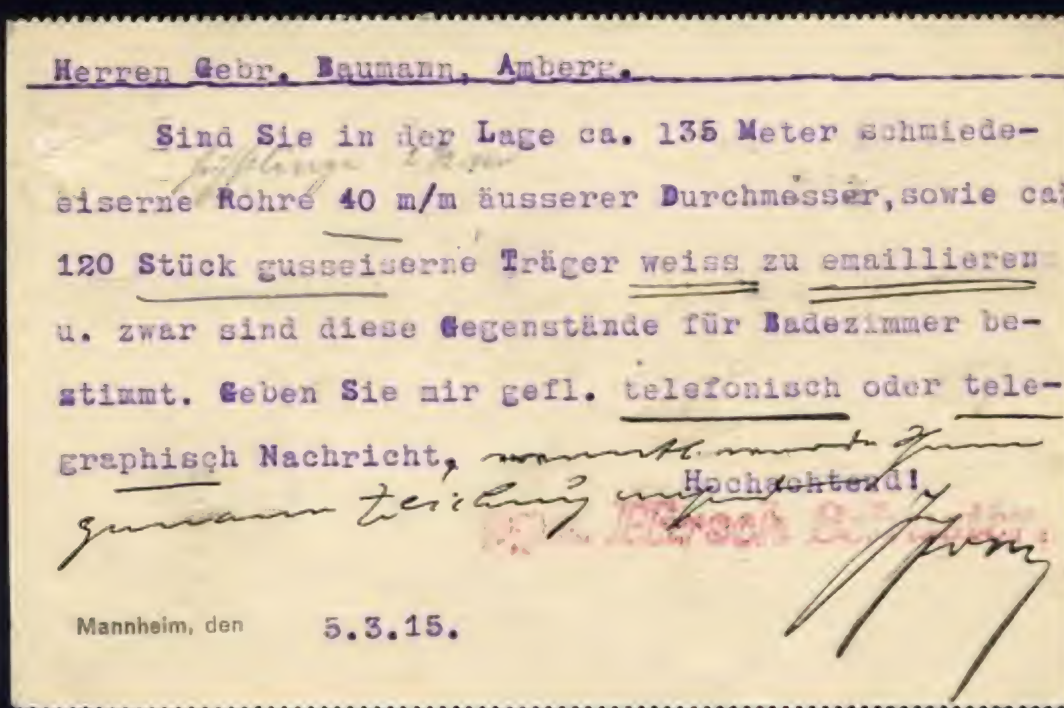 Herren Gebr. Baumann, Amberg.
Sind Sie in der Lage ca. 135 Meter schmiede-
eiserne Rohre 40 m/m äusserer Durchmesser, sowie ca
120 Stück gusseiserne Träger weiss zu emaillieren
u. zwar sind diese Gegenstände für Badezimmer be-
stimmt. Geben Sie mir gefl. telefonisch oder tele-
graphisch Nachricht,
Hochachtend!
Zeichnung
Hirsch
Mannheim, den 5.3.15.